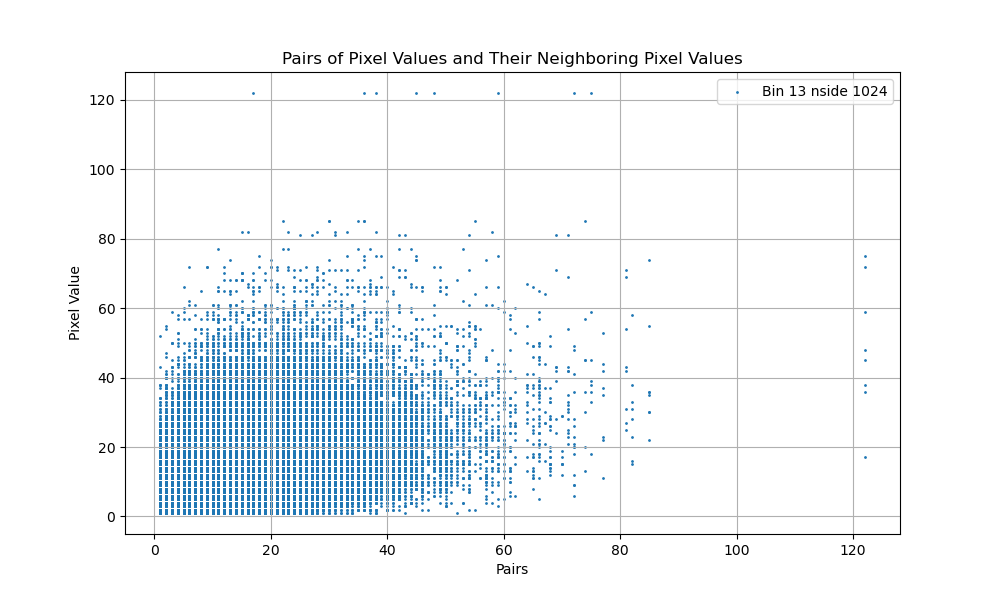 Pairs of Pixel Values and Their Neighboring Pixel Values
Bin 13 nside 1024
120
100
80
60
40
20
0
Pixel Value
0 20 40 60 80 100 120
Pairs